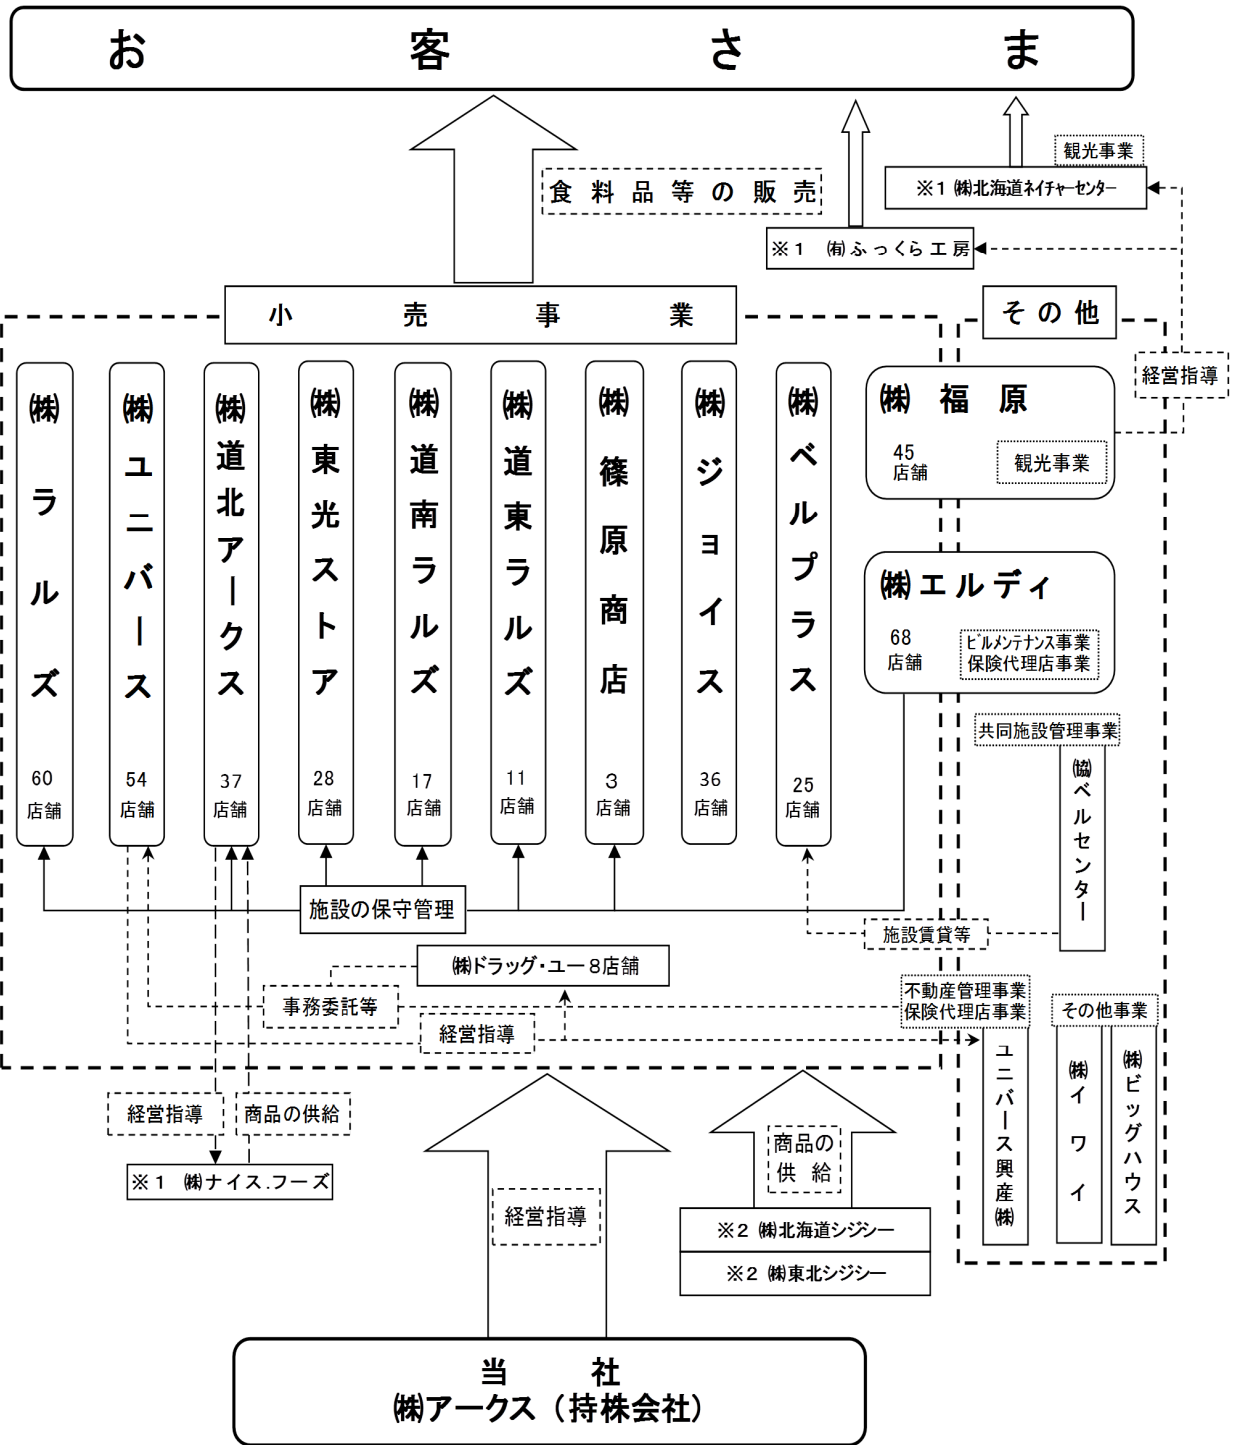 お客さま
観光事業
※１ ㈱北海道ネイチャーセンター
食料品等の販売
※１ ㈲ふっくら工房
小売事業
その他
経営指導
㈱ラルズ
60
店舗
㈱ユニバース
54
店舗
㈱道北アークス
37
店舗
㈱東光ストア
28
店舗
㈱道南ラルズ
17
店舗
㈱道東ラルズ
11
店舗
㈱篠原商店
3
店舗
㈱ジョイス
36
店舗
㈱ベルプラス
25
店舗
㈱福原
45
店舗
観光事業
㈱エルディ
68
店舗
ビルメンテナンス事業
保険代理店事業
共同施設管理事業
㈿ベルセンター
施設の保守管理
施設賃貸等
㈱ドラッグ・ユー８店舗
事務委託等
経営指導
不動産管理事業
保険代理店事業
ユニバース興産㈱
その他事業
㈱イワイ
㈱ビッグハウス
経営指導
商品の供給
※１ ㈱ナイス.フーズ
経営指導
商品の
供給
※２ ㈱北海道シジシー
※２ ㈱東北シジシー
当社
㈱アークス（持株会社）